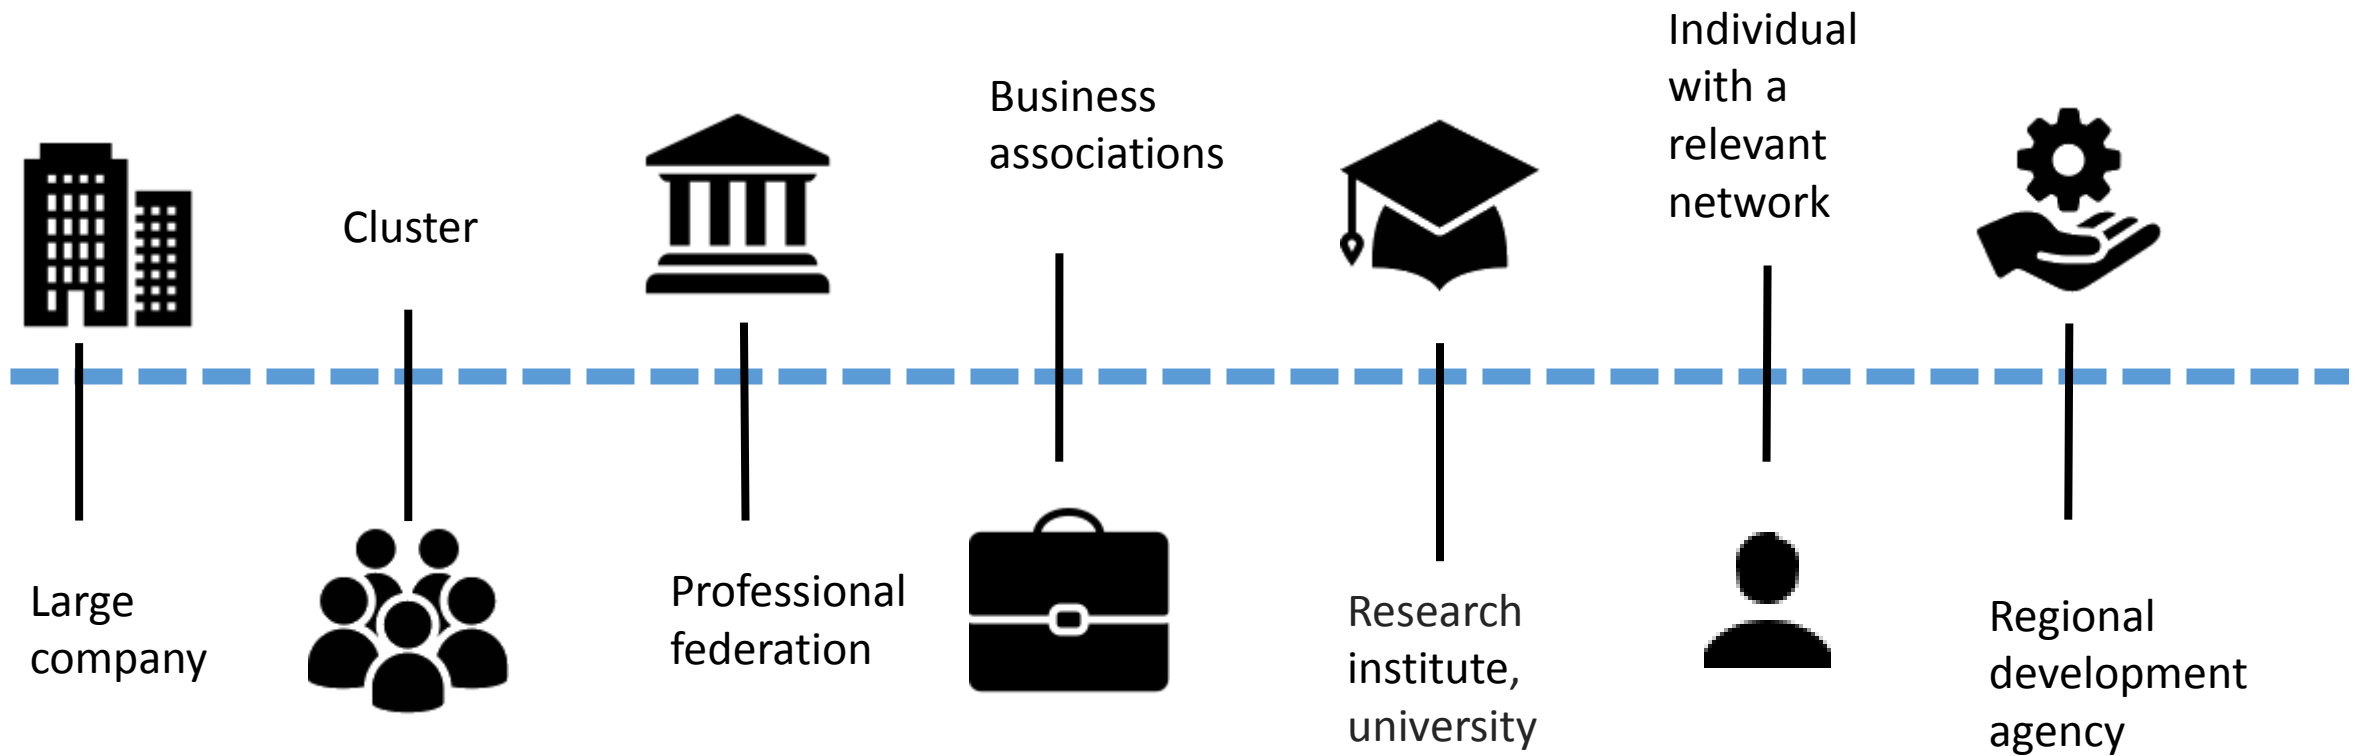 Large
company
Cluster
Professional
federation
Business
associations
Research
institute,
university
Individual
with a
relevant
network
Regional
development
agency